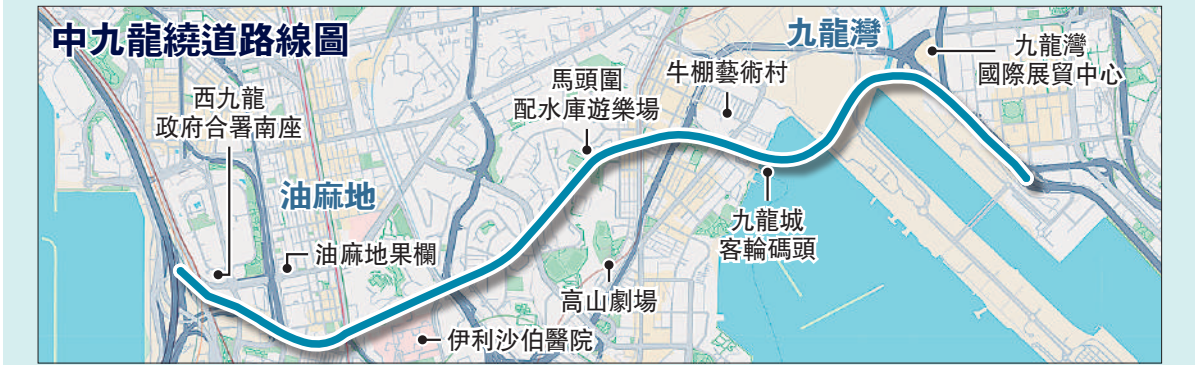 中九龍繞道路線圖
西九龍
政府合署南座
油麻地
油麻地果欄
伊利沙伯醫院
馬頭圍
配水庫遊樂場
高山劇場
牛棚藝術村
九龍城
客輪碼頭
九龍灣
九龍灣
國際展貿中心